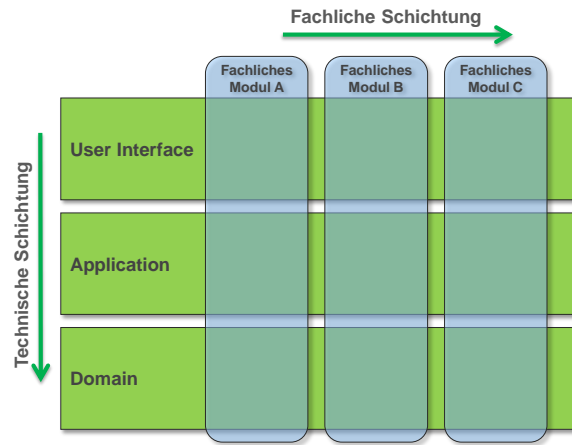 Fachliche Schichtung
Fachliches
Modul A
Fachliches
Modul B
Fachliches
Modul C
Technische Schichtung
User Interface
Application
Domain